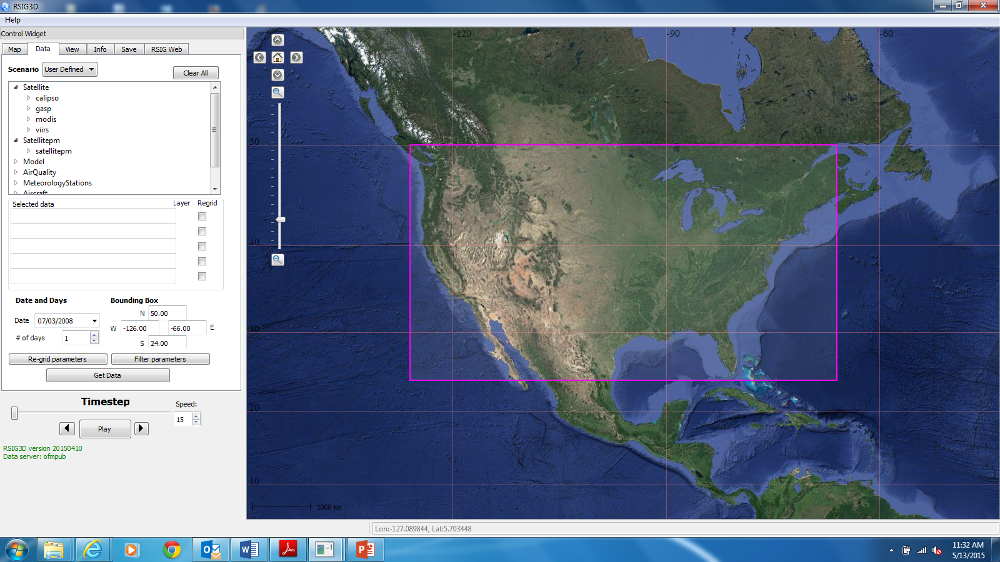 RSIG3D
Help
Control Widget
Map Data View Info Save RSIG Web
Scenario User Defined Clear All
Satellite
calipso
gasp
modis
viirs
Satellitepm
satellitepm
Model
AirQuality
MeteorologyStations
Aircraft
Selected data Layer Regrid
Date and Days Bounding Box
N 50.00
Date 07/03/2008 W -126.00 -66.00 E
# of days 1 S 24.00
Re-grid parameters Filter parameters
Get Data
Timestep Speed:
15
Play
RSIG3D version 20150410
Data server: ofmpub
-120 -90 -60
50
40
30
20
10
1000 km
Lon:-127.089844, Lat:5.703448
11:32 AM
5/13/2015